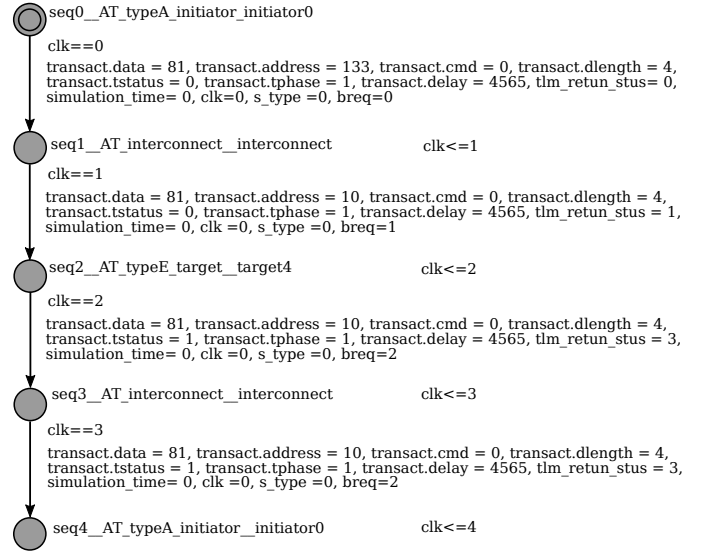 seq0__AT_typeA_initiator_initiator0
clk==0
transact.data = 81, transact.address = 133, transact.cmd = 0, transact.dlength = 4,
transact.tstatus = 0, transact.tphase = 1, transact.delay = 4565, tlm_retun_stus= 0,
simulation_time= 0, clk=0, s_type =0, breq=0
seq1__AT_interconnect__interconnect clk<=1
clk==1
transact.data = 81, transact.address = 10, transact.cmd = 0, transact.dlength = 4,
transact.tstatus = 0, transact.tphase = 1, transact.delay = 4565, tlm_retun_stus = 1,
simulation_time= 0, clk =0, s_type =0, breq=1
seq2__AT_typeE_target__target4 clk<=2
clk==2
transact.data = 81, transact.address = 10, transact.cmd = 0, transact.dlength = 4,
transact.tstatus = 1, transact.tphase = 1, transact.delay = 4565, tlm_retun_stus = 3,
simulation_time= 0, clk =0, s_type =0, breq=2
seq3__AT_interconnect__interconnect clk<=3
clk==3
transact.data = 81, transact.address = 10, transact.cmd = 0, transact.dlength = 4,
transact.tstatus = 1, transact.tphase = 1, transact.delay = 4565, tlm_retun_stus = 3,
simulation_time= 0, clk =0, s_type =0, breq=2
seq4__AT_typeA_initiator__initiator0 clk<=4